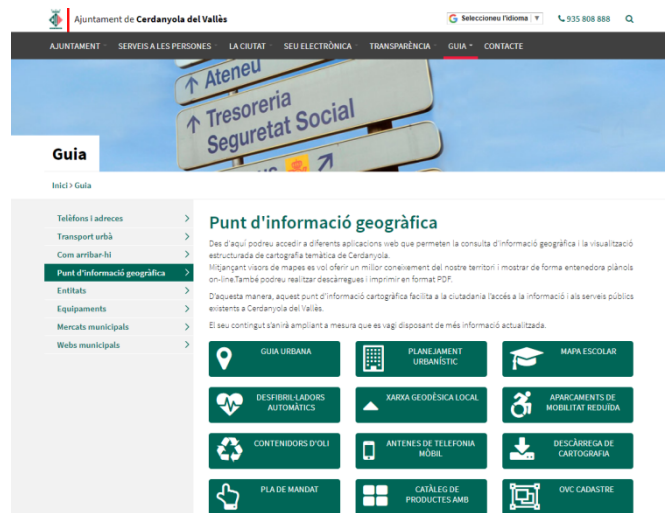 Ajuntament de Cerdanyola del Vallès
Seleccioneu l'idioma ▼
935 808 888
AJUNTAMENT
SERVEIS A LES PERSONES
LA CIUTAT
SEU ELECTRÒNICA
TRANSPARÈNCIA
GUIA
CONTACTE
Ateneu
Tresoreria
Seguretat Social
Guia
Inici > Guia
Telèfons i adreces
Transport urbà
Com arribar-hi
Punt d'informació geogràfica
Entitats
Equipaments
Mercats municipals
Webs municipals
Punt d'informació geogràfica
Des d'aquí podreu accedir a diferents aplicacions web que permeten la consulta d'informació geogràfica i la visualització
estructurada de cartografia temàtica de Cerdanyola.
Mitjançant visors de mapes es vol oferir un millor coneixement del nostre territori i mostrar de forma entenedora plànols
on-line.També podreu realitzar descàrregues i imprimir en format PDF.
D'aquesta manera, aquest punt d'informació cartogràfica facilita a la ciutadania l'accés a la informació i als serveis públics
existents a Cerdanyola del Vallès.
El seu contingut s'anirà ampliant a mesura que es vagi disposant de més informació actualitzada.
GUIA URBANA
PLANEJAMENT
URBANÍSTIC
MAPA ESCOLAR
DESFIBRIL·LADORS
AUTOMÀTICS
XARXA GEODÈSICA LOCAL
APARCAMENTS DE
MOBILITAT REDUÏDA
CONTENIDORS D'OLI
ANTENES DE TELEFONIA
MÒBIL
DESCÀRREGA DE
CARTOGRAFIA
PLA DE MANDAT
CATÀLEG DE
PRODUCTES AMB
OVC CADASTRE